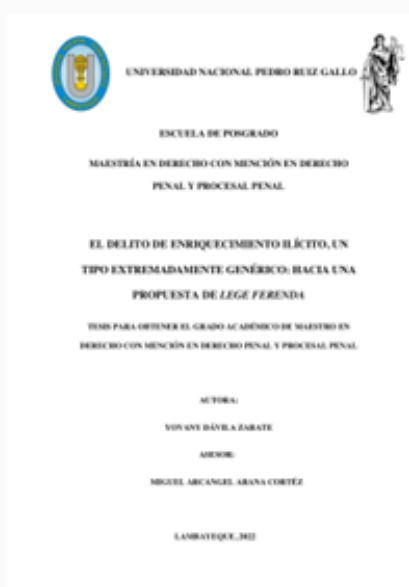 UNIVERSIDAD NACIONAL PEDRO RUIZ GALLO
ESCUELA DE POSGRADO
MAESTRÍA EN DERECHO CON MENCIÓN EN DERECHO
PENAL Y PROCESAL PENAL
EL DELITO DE ENRIQUECIMIENTO ILÍCITO, UN
TIPO EXTREMADAMENTE GENÉRICO: HACIA UNA
PROPUESTA DE LEGE FERENDA
TESIS PARA OBTENER EL GRADO ACADÉMICO DE MAESTRO EN
DERECHO CON MENCIÓN EN DERECHO PENAL Y PROCESAL PENAL
AUTORA:
YOVANY DÁVILA ZARATE
ASESOR:
MIGUEL ARCANGEL ARANA CORTÉZ
LAMBAYEQUE, 2022